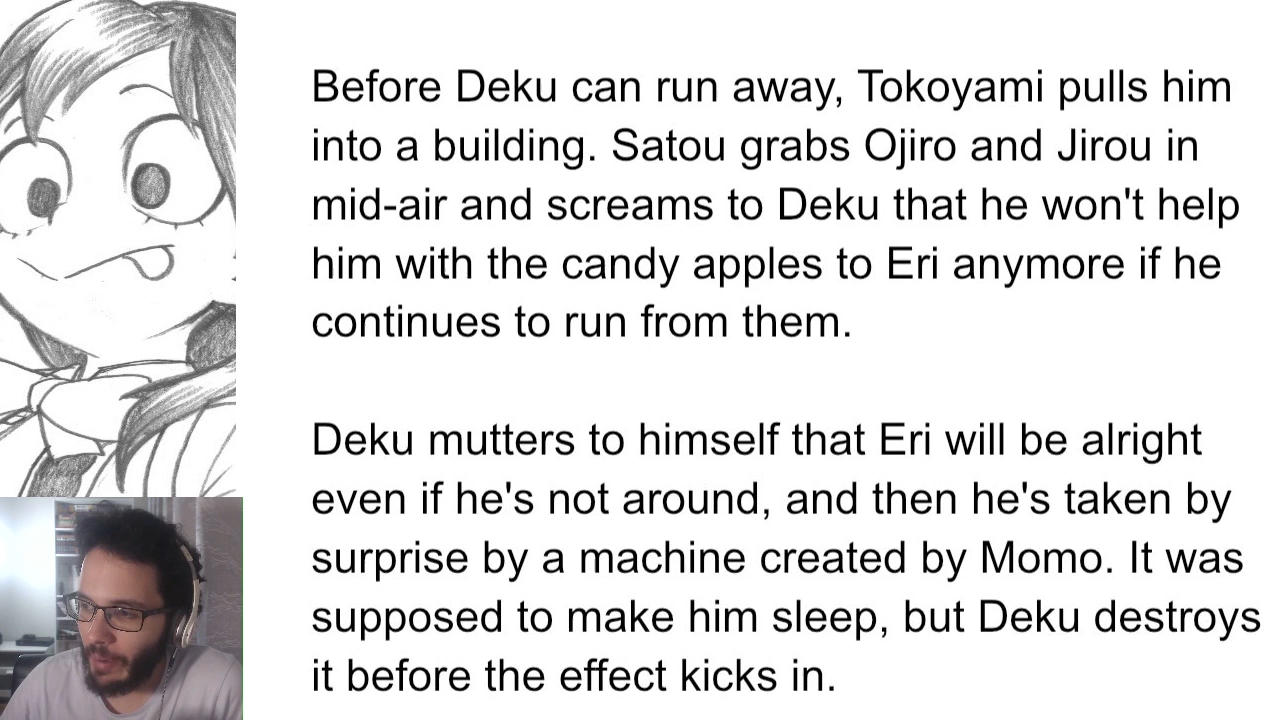 Before Deku can run away, Tokoyami pulls him
into a building. Satou grabs Ojiro and Jirou in
mid-air and screams to Deku that he won't help
him with the candy apples to Eri anymore if he
continues to run from them.
Deku mutters to himself that Eri will be alright
even if he's not around, and then he's taken by
surprise by a machine created by Momo. It was
supposed to make him sleep, but Deku destroys
it before the effect kicks in.